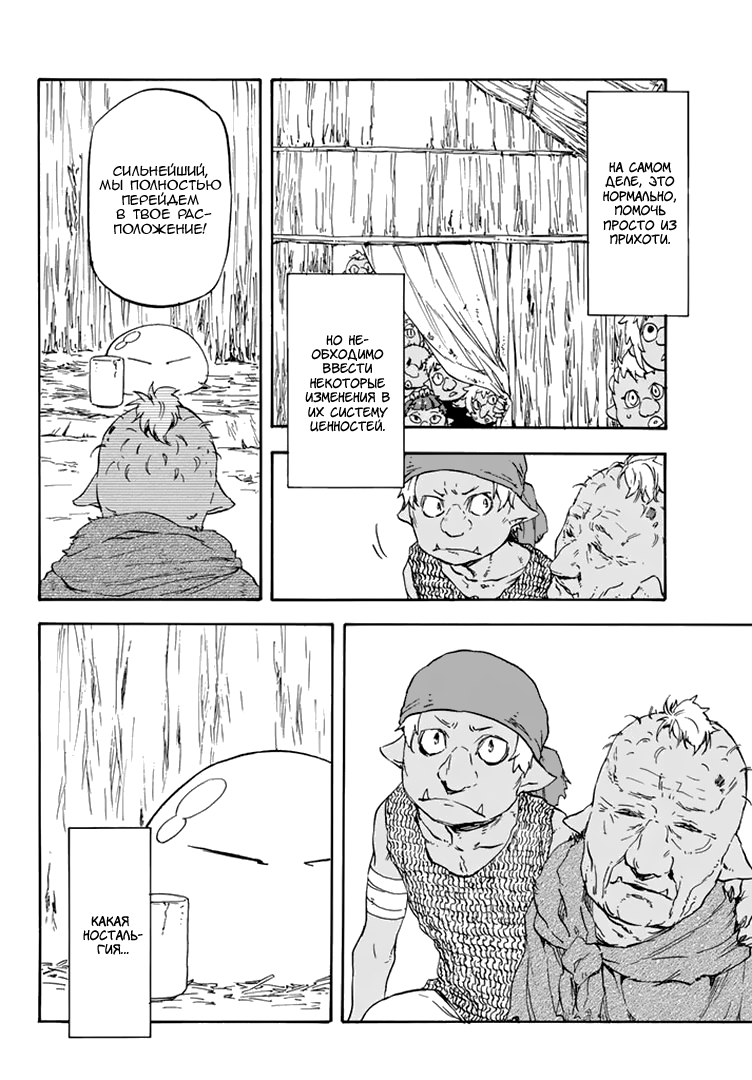 НА САМОМ
ДЕЛЕ, ЭТО
НОРМАЛЬНО,
ПОМОЧЬ
ПРОСТО ИЗ
ПРИХОТИ.
НО НЕ-
ОБХОДИМО
ВВЕСТИ
НЕКОТОРЫЕ
ИЗМЕНЕНИЯ В
ИХ СИСТЕМУ
ЦЕННОСТЕЙ.
СИЛЬНЕЙШИЙ,
МЫ ПОЛНОСТЬЮ
ПЕРЕЙДЕМ
В ТВОЕ РАС-
ПОЛОЖЕНИЕ!
КАКАЯ
НОСТАЛЬ-
ГИЯ...